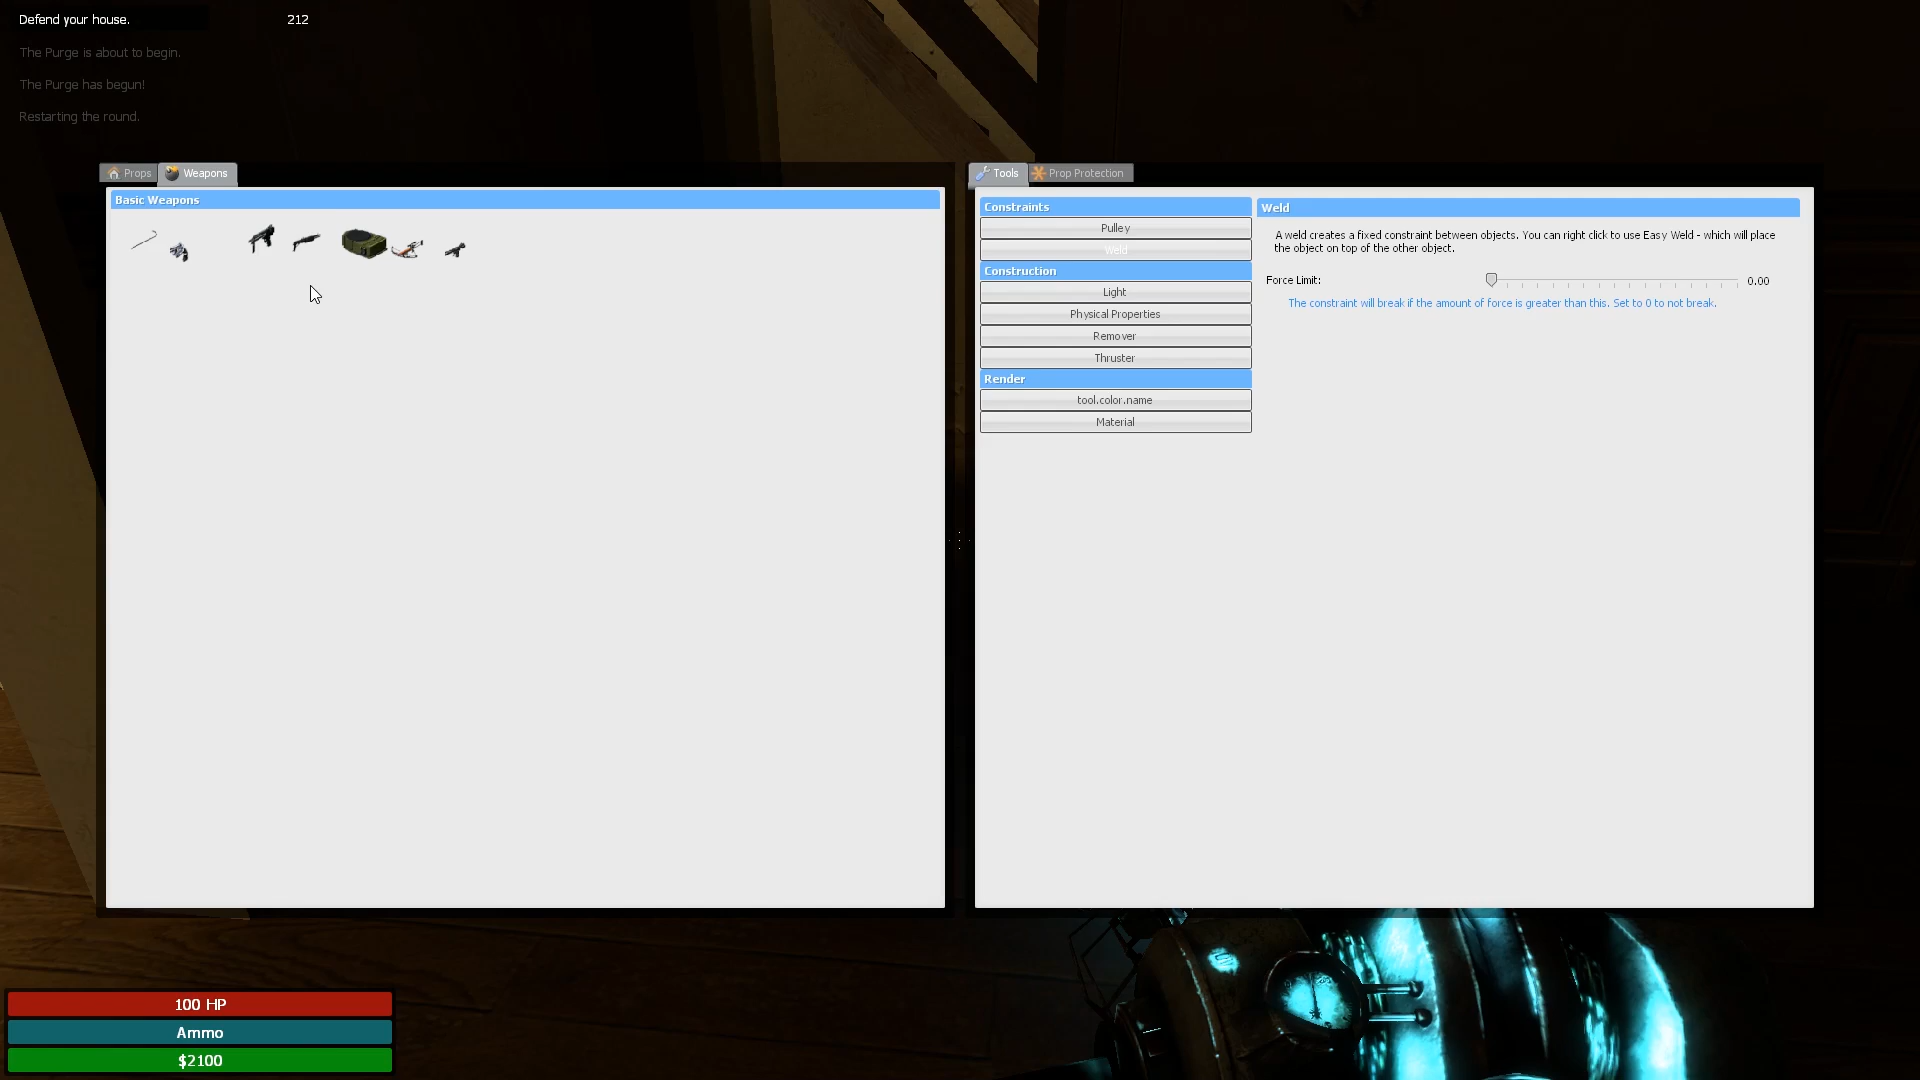 Defend your house.
212
The Purge is about to begin.
The Purge has begun!
Restarting the round.
Props
Weapons
Basic Weapons
Tools
Prop Protection
Constraints
Pulley
Weld
Construction
Light
Physical Properties
Remover
Thruster
Render
tool.color.name
Material
Weld
A weld creates a fixed constraint between objects. You can right click to use Easy Weld - which will place
the object on top of the other object.
Force Limit:
0.00
The constraint will break if the amount of force is greater than this. Set to 0 to not break.
100 HP
Ammo
$2100